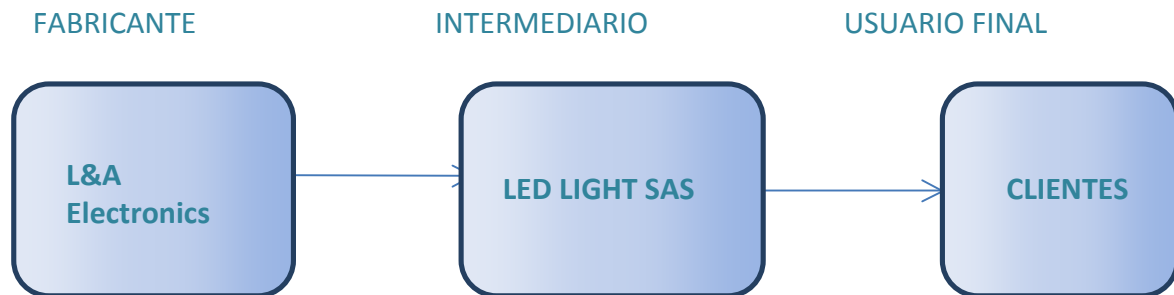 FABRICANTE
INTERMEDIARIO
USUARIO FINAL
L&A
Electronics
LED LIGHT SAS
CLIENTES